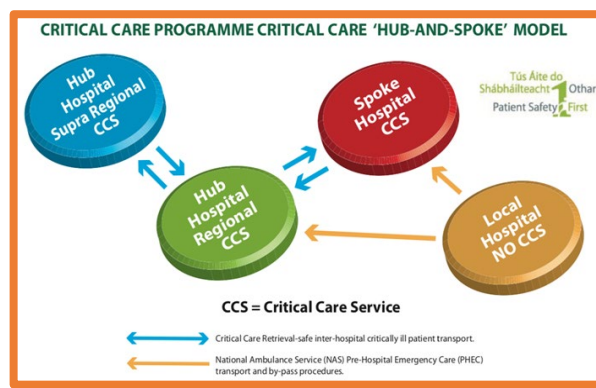 CRITICAL CARE PROGRAMME CRITICAL CARE ‘HUB-AND-SPOKE’ MODEL
Hub
Hospital
Supra Regional
CCS
Spoke
Hospital
CCS
Tús Áite do
Shábháilteacht 1 Othar
Patient Safety First
Hub
Hospital
Regional
CCS
Local
Hospital
NO CCS
CCS = Critical Care Service
Critical Care Retrieval-safe inter-hospital critically ill patient transport.
National Ambulance Service (NAS) Pre-Hospital Emergency Care (PHEC)
transport and by-pass procedures.